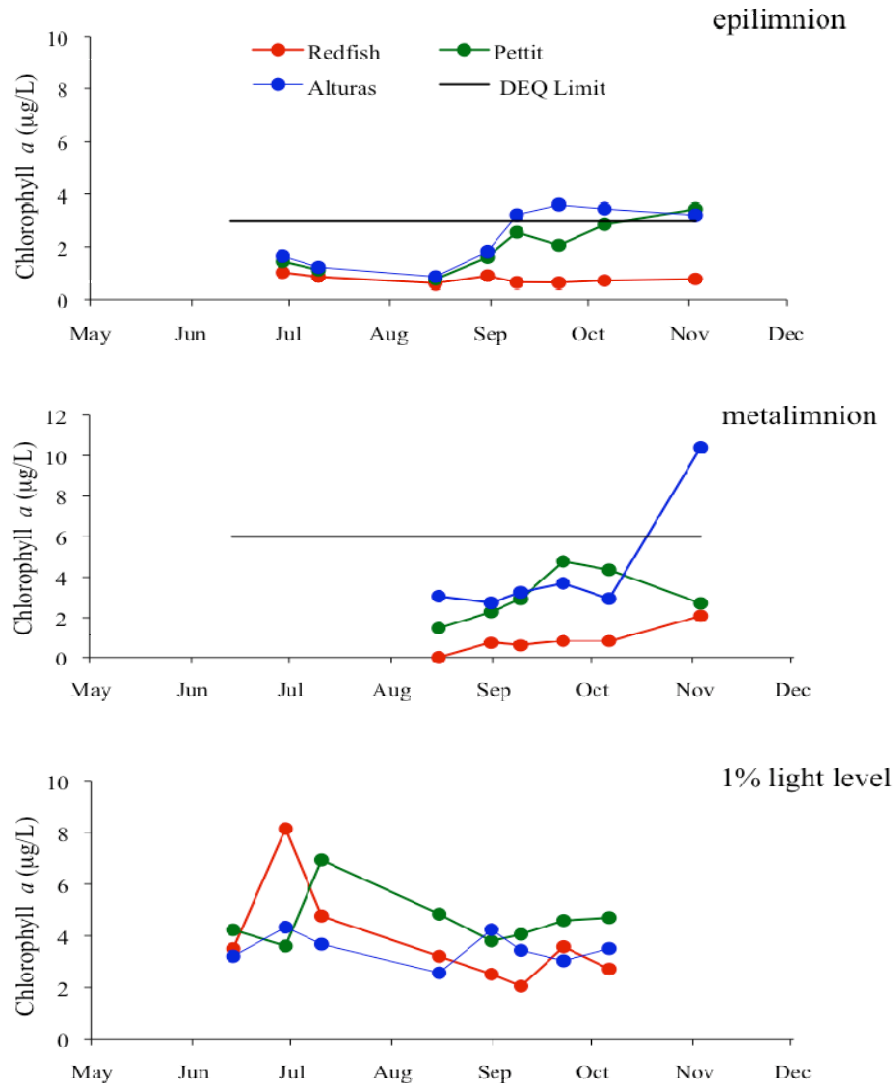 epilimnion
10
Redfish
Pettit
Alturas
DEQ Limit
8
6
4
2
0
Chlorophyll a (µg/L)
May Jun Jul Aug Sep Oct Nov Dec
metalimnion
12
10
8
6
4
2
0
Chlorophyll a (µg/L)
May Jun Jul Aug Sep Oct Nov Dec
1% light level
10
8
6
4
2
0
Chlorophyll a (µg/L)
May Jun Jul Aug Sep Oct Nov Dec